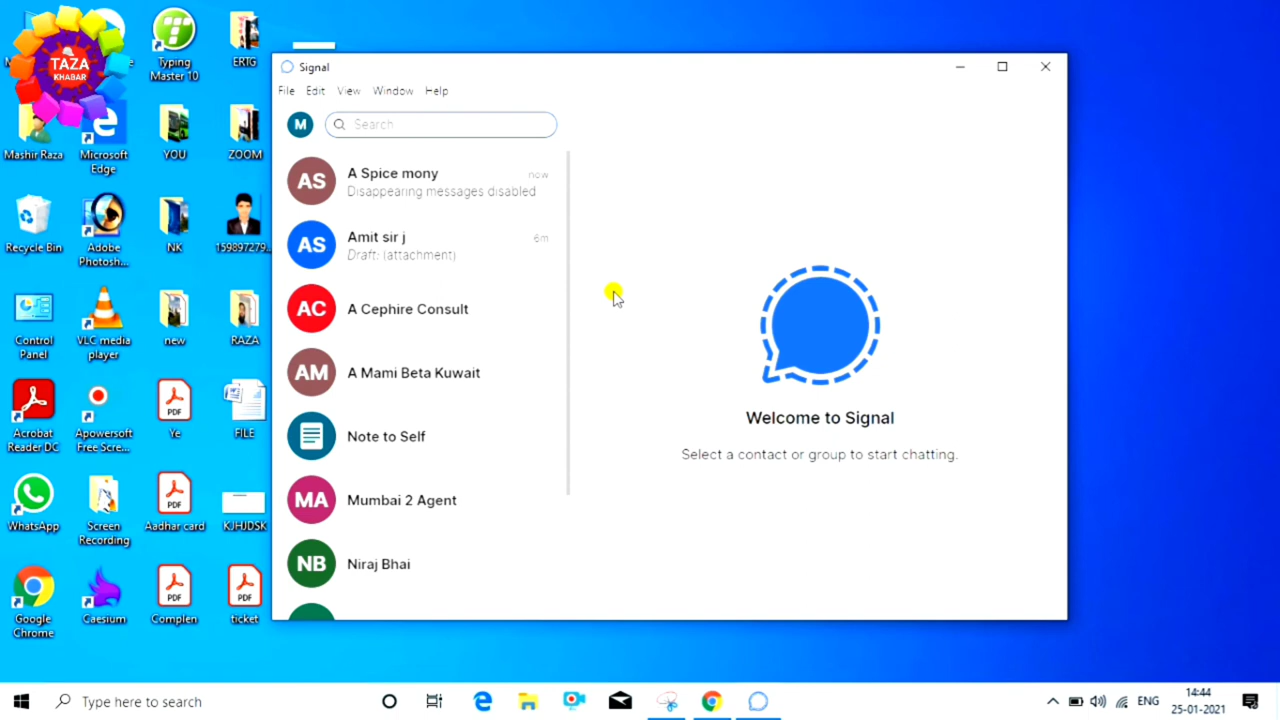 TAZA
KHABAR
Typing
Master 10
ERTG
Mashir Raza
Microsoft
Edge
YOU
ZOOM
Recycle Bin
Adobe
Photosh...
NK
159897279...
Control
Panel
VLC media
player
new
RAZA
Acrobat
Reader DC
Apowersoft
Free Scre...
Ye
FILE
WhatsApp
Screen
Recording
Aadhar card
KJHJDSK
Google
Chrome
Caesium
Complen
ticket
PDF
PDF
PDF
PDF
Signal
File Edit View Window Help
M
Search
AS
A Spice mony
now
Disappearing messages disabled
AS
Amit sir j
6m
Draft: (attachment)
AC
A Cephire Consult
AM
A Mami Beta Kuwait
Note to Self
MA
Mumbai 2 Agent
NB
Niraj Bhai
Welcome to Signal
Select a contact or group to start chatting.
Type here to search
ENG
14:44
25-01-2021